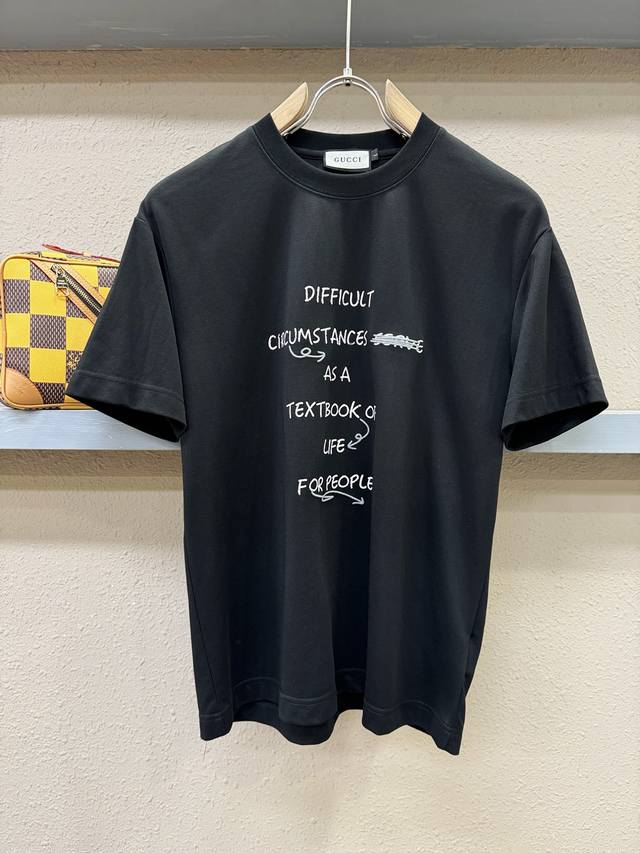 GUCCI
DIFFICULT
CIRCUMSTANCES
AS A
TEXTBOOK OF
LIFE
FOR PEOPLE